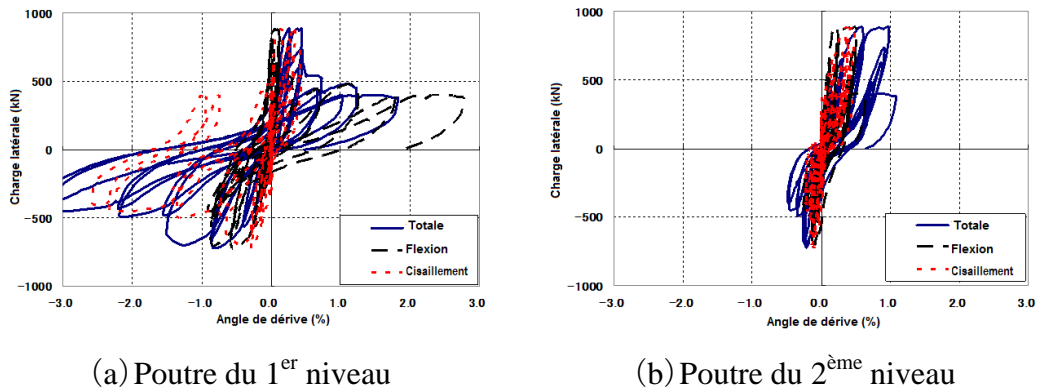 1000
500
0
−500
−1000
Charge latérale (kN)
−3.0 −2.0 −1.0 0.0 1.0 2.0 3.0
Angle de dérive (%)
Totale
Flexion
Cisaillement
(a) Poutre du 1er niveau
1000
500
0
−500
−1000
Charge latérale (kN)
−3.0 −2.0 −1.0 0.0 1.0 2.0 3.0
Angle de dérive (%)
Totale
Flexion
Cisaillement
(b) Poutre du 2ème niveau